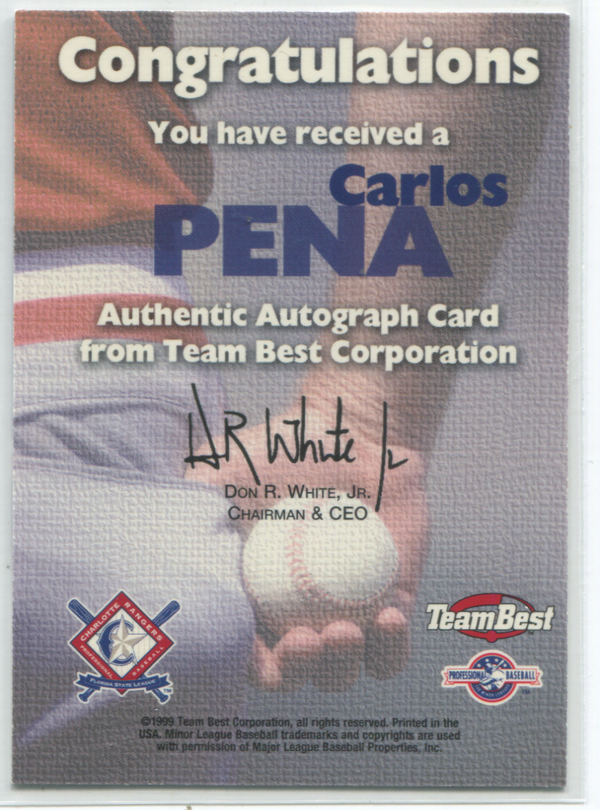 Congratulations
You have received a
Carlos
PENA
Authentic Autograph Card
from Team Best Corporation
DR White Jr
DON R. WHITE, JR.
CHAIRMAN & CEO
CHARLOTTE RANGERS
PROFESSIONAL BASEBALL
FLORIDA STATE LEAGUE
TeamBest
PROFESSIONAL BASEBALL
©1999 Team Best Corporation, all rights reserved. Printed in the
USA. Minor League Baseball trademarks and copyrights are used
with permission of Major League Baseball Properties, Inc.